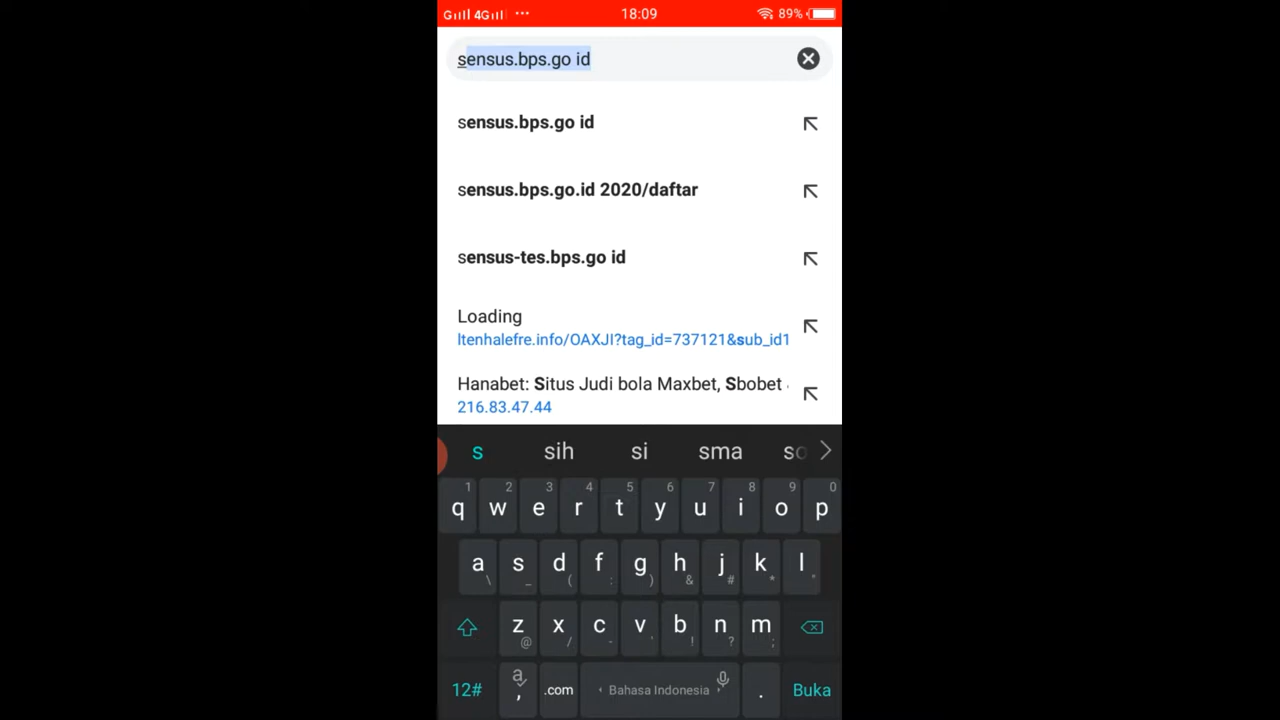 G 4G ... 18:09 89%
sensus.bps.go id
sensus.bps.go id
sensus.bps.go.id 2020/daftar
sensus-tes.bps.go id
Loading
ltenhalefre.info/OAXJI?tag_id=737121&sub_id1
Hanabet: Situs Judi bola Maxbet, Sbobet
216.83.47.44
s sih si sma so
1 2 3 4 5 6 7 8 9 0
q w e r t y u i o p
a s d f g h j k l
\ _ ( : ) & # * "
z x c v b n m
@ / - ' ! ? ;
12# a , .com Bahasa Indonesia . Buka